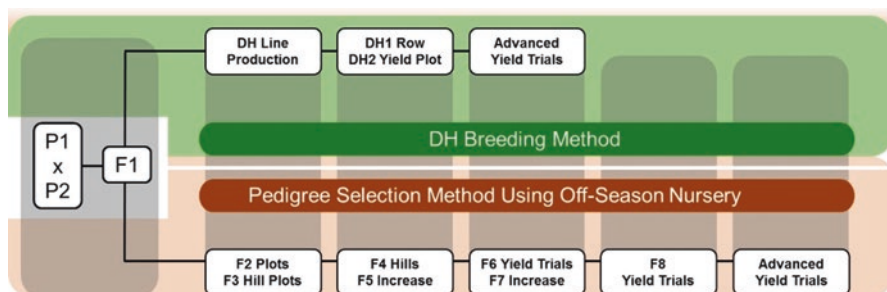 DH Line
Production
DH1 Row
DH2 Yield Plot
Advanced
Yield Trials
DH Breeding Method
P1
x
P2
F1
Pedigree Selection Method Using Off-Season Nursery
F2 Plots
F3 Hill Plots
F4 Hills
F5 Increase
F6 Yield Trials
F7 Increase
F8
Yield Trials
Advanced
Yield Trials